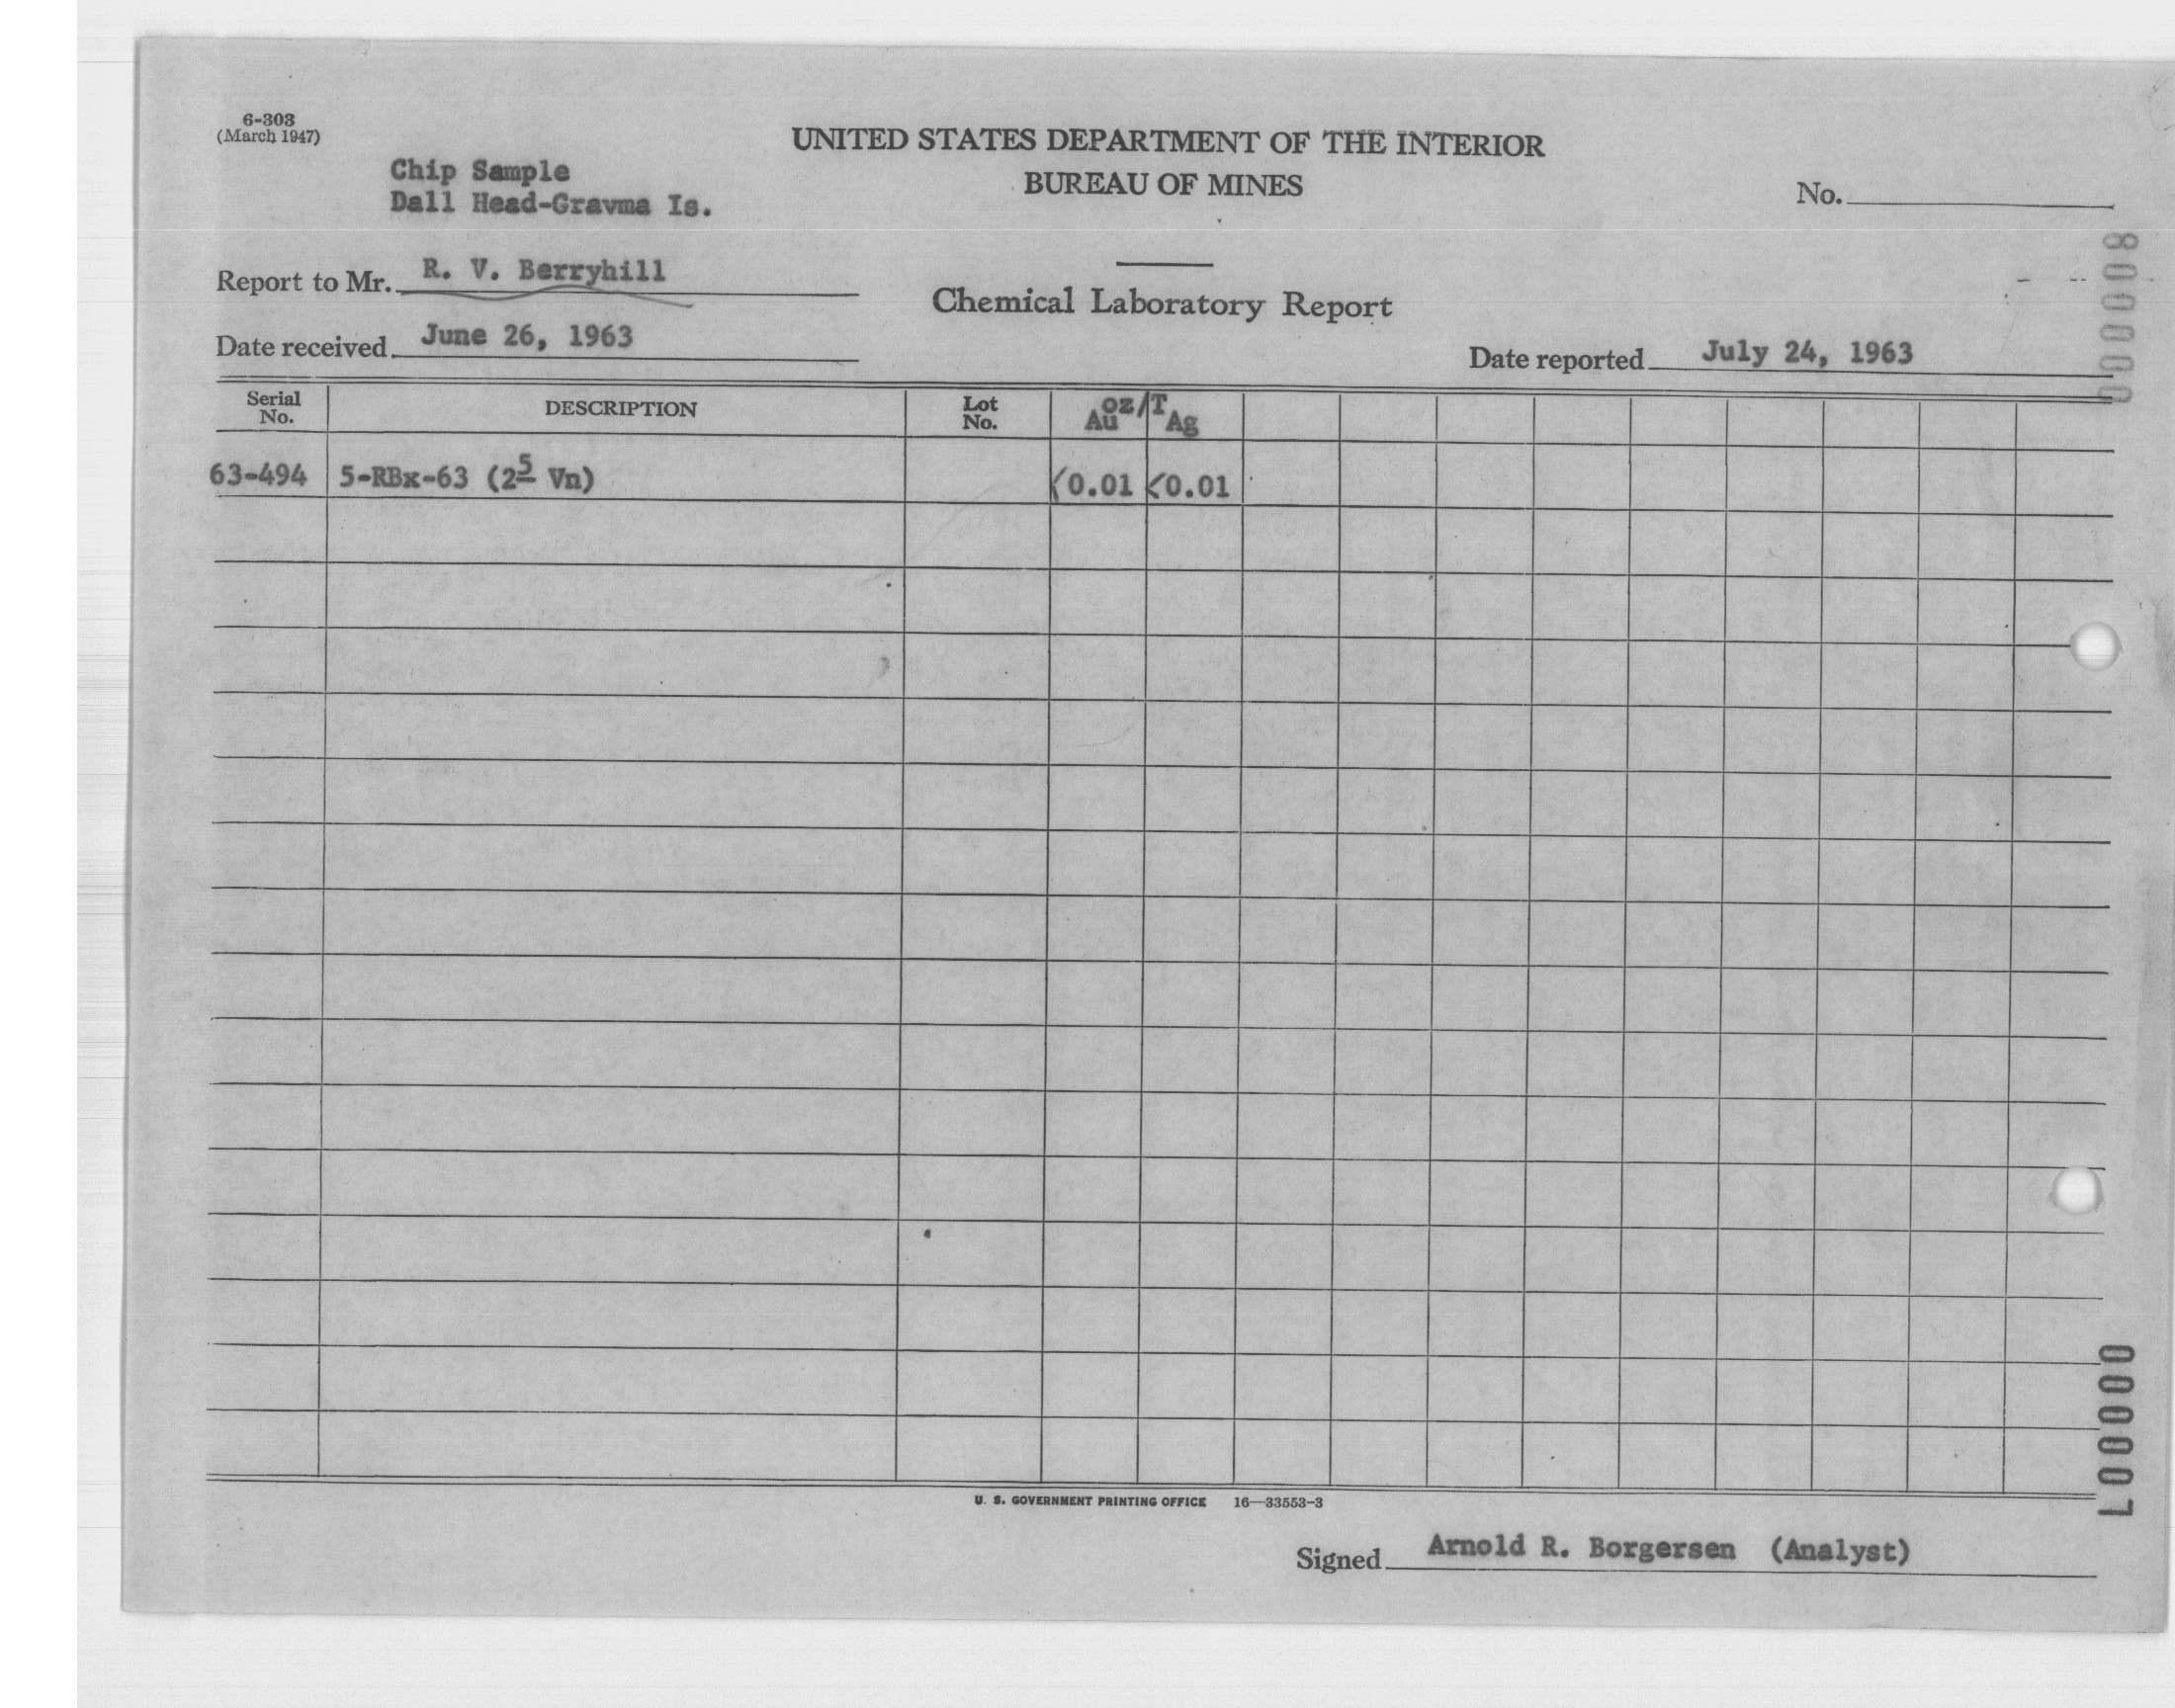 6-303
(March 1947)
UNITED STATES DEPARTMENT OF THE INTERIOR
BUREAU OF MINES
Chip Sample
Dall Head-Gravma Is.
No.
Report to Mr. R. V. Berryhill
Chemical Laboratory Report
Date received June 26, 1963
Date reported July 24, 1963
Serial No. DESCRIPTION Lot No. oz/T Au Ag
63-494 5-RBx-63 (25 Vn) <0.01 <0.01
U. S. GOVERNMENT PRINTING OFFICE 16—33553-3
Signed Arnold R. Borgersen (Analyst)
000008
L00000